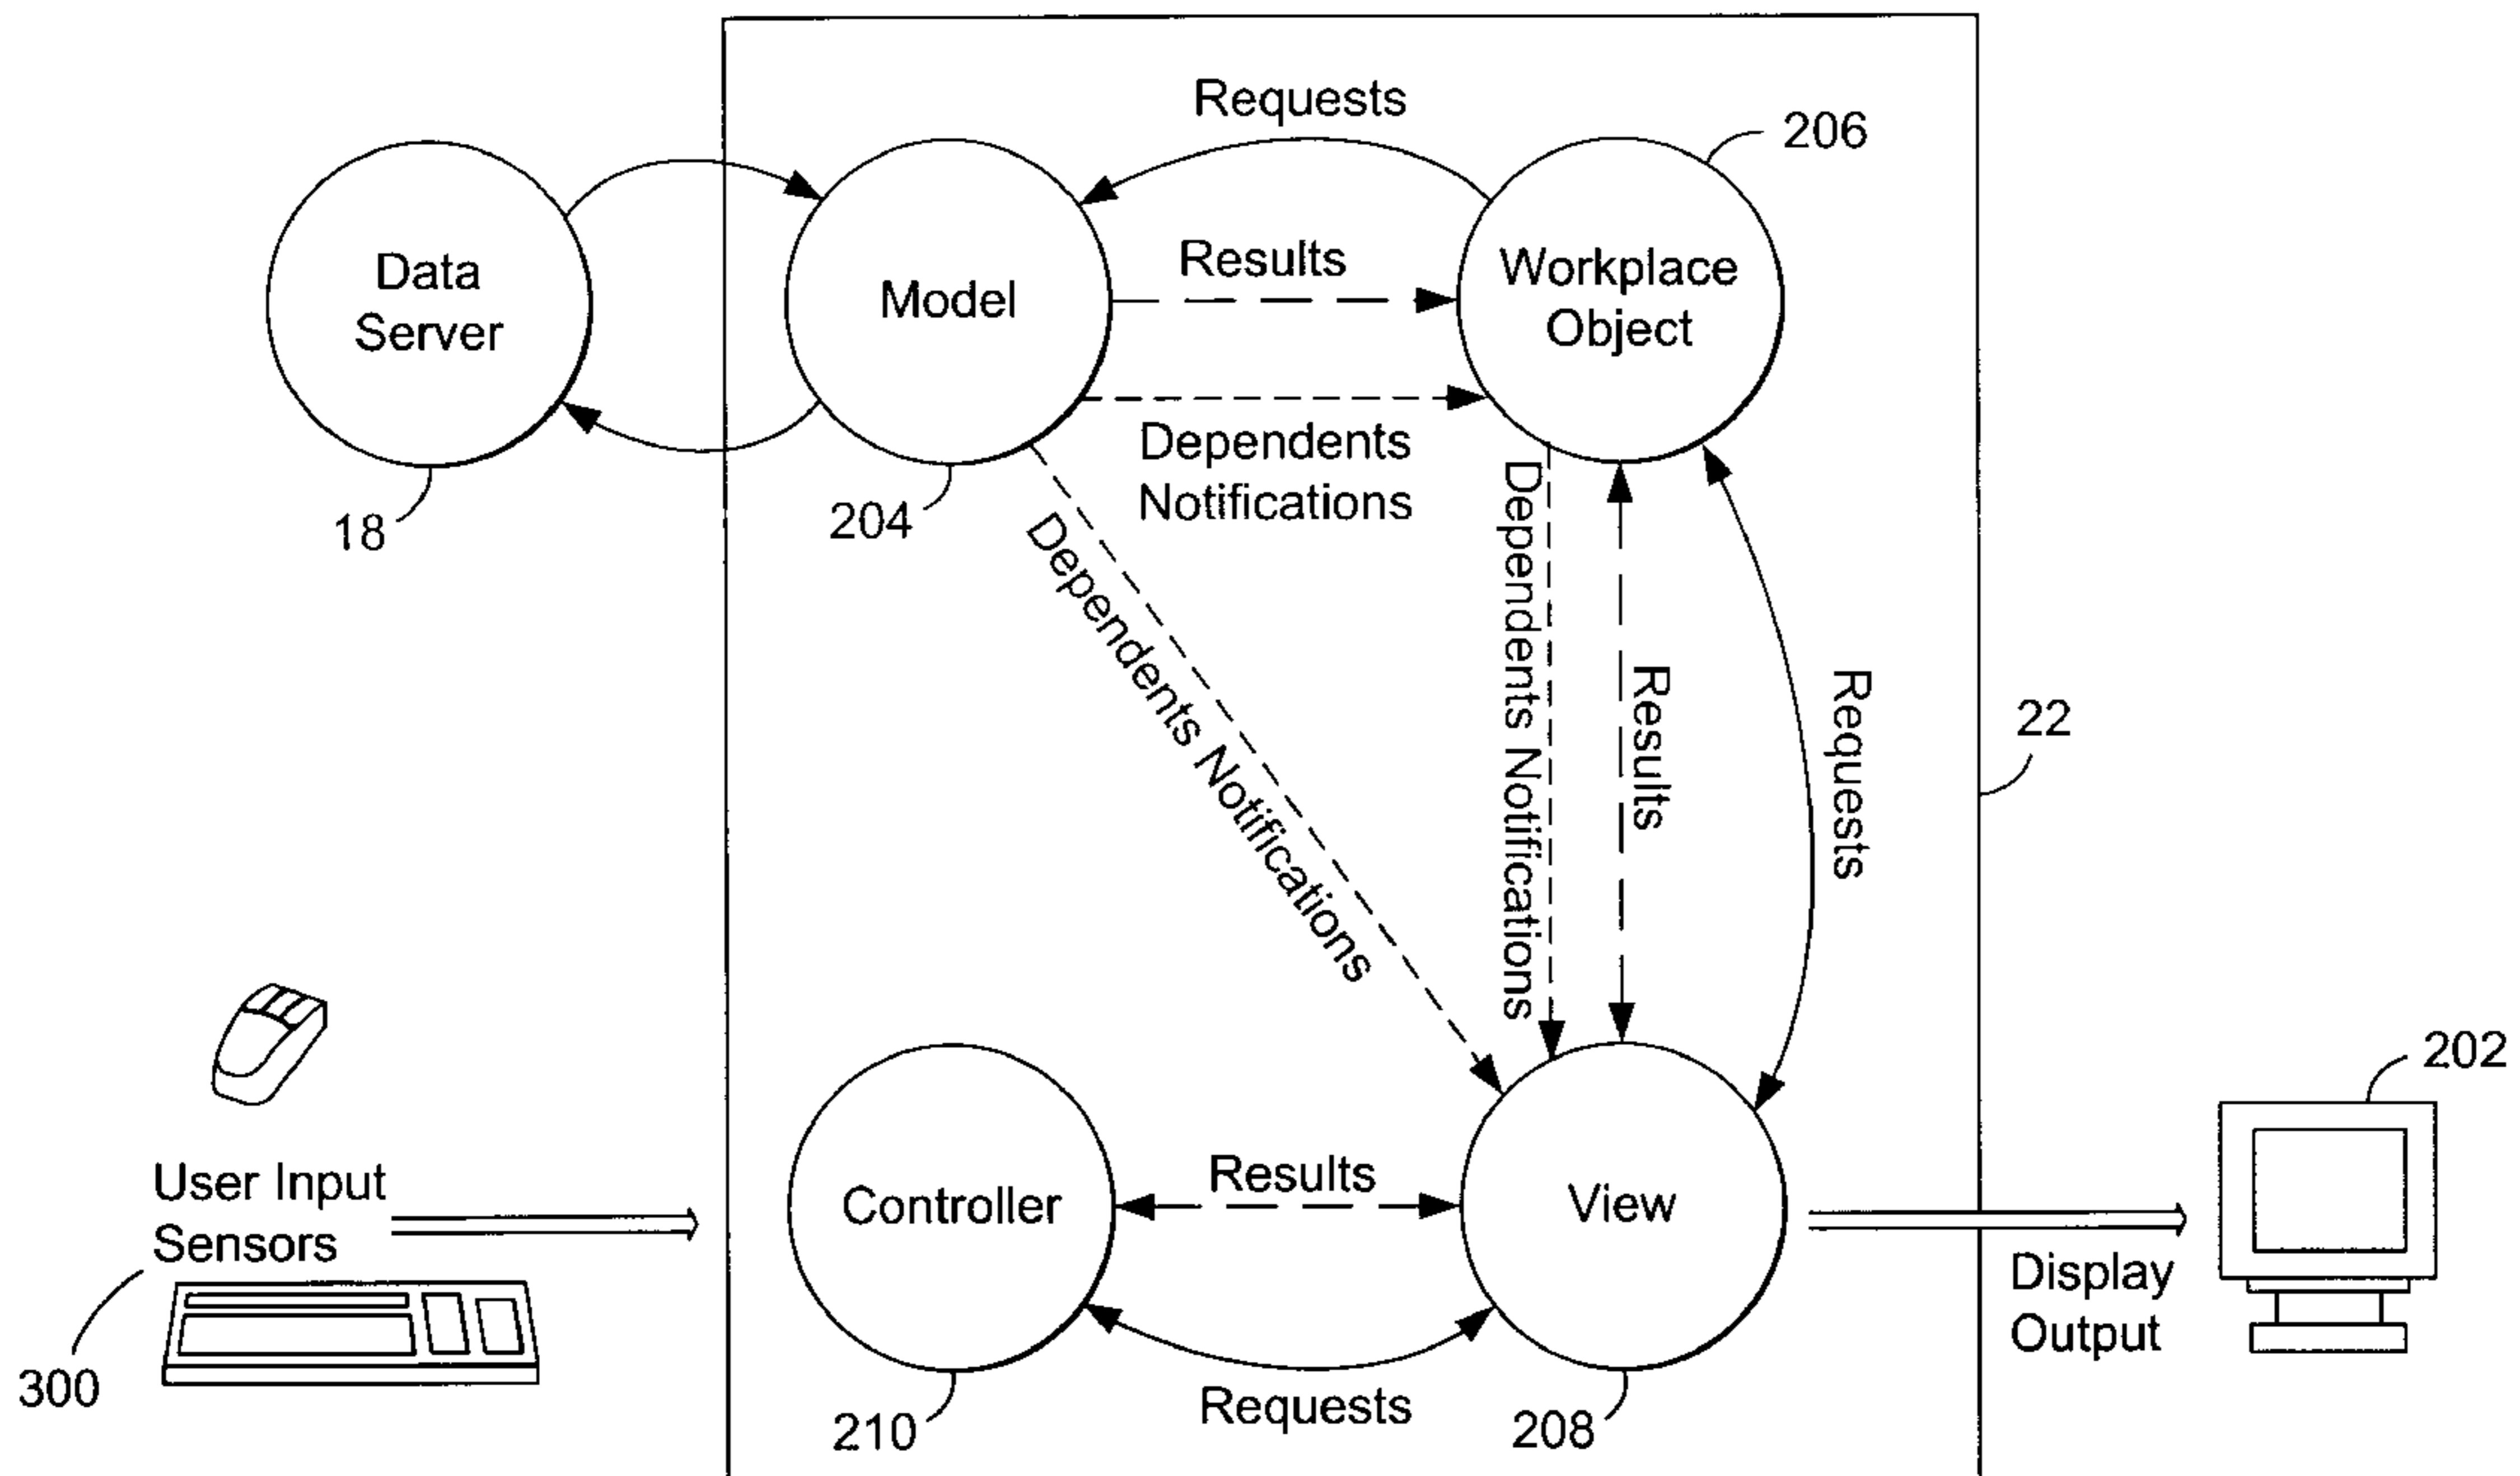 Requests
206
Data
Server
Model
Results
Workplace
Object
Dependents
Notifications
18
204
Dependents Notifications
Dependents Notifications
Results
Requests
22
202
User Input
Sensors
Controller
Results
View
Display
Output
300
210
Requests
208